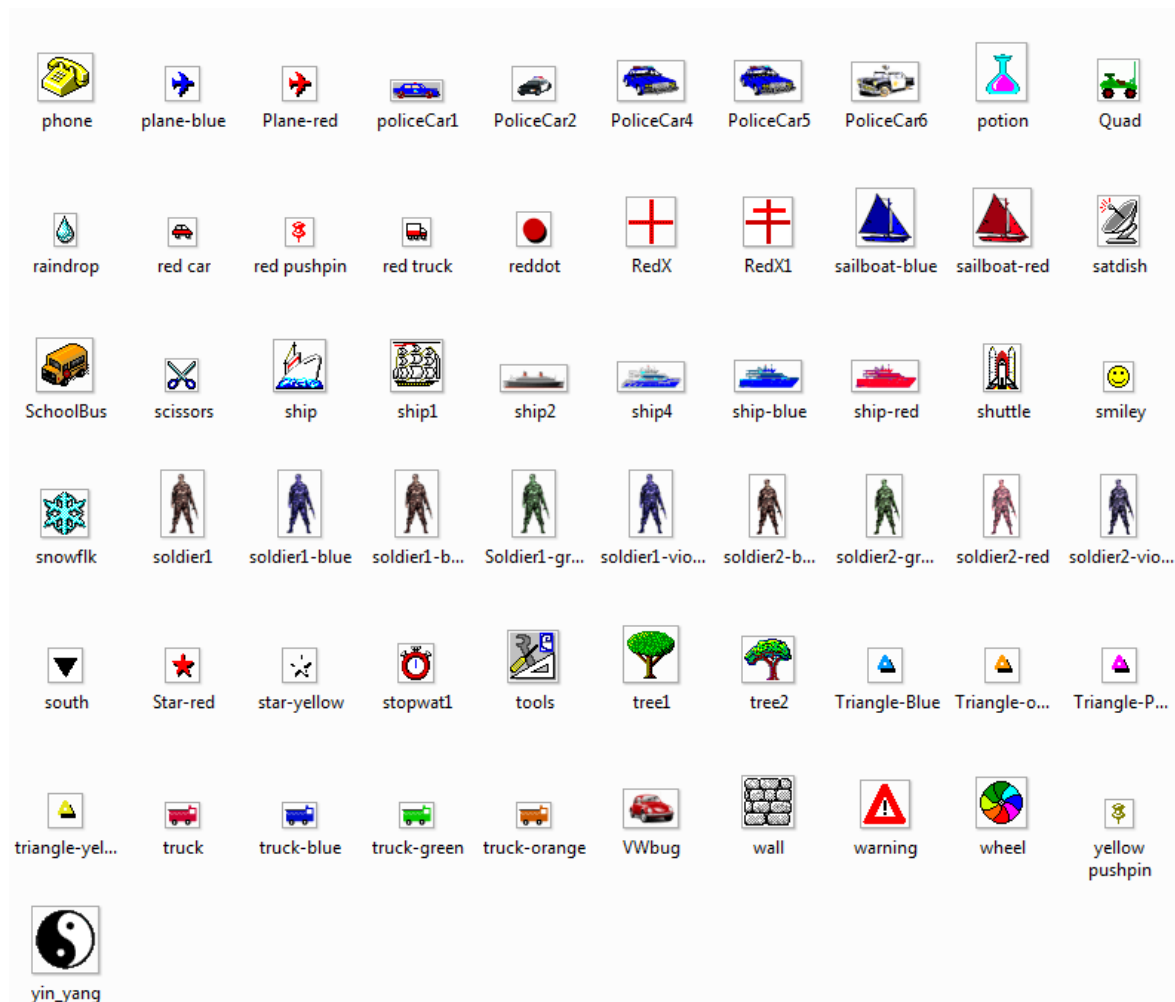 phone plane-blue Plane-red policeCar1 PoliceCar2 PoliceCar4 PoliceCar5 PoliceCar6 potion Quad
raindrop red car red pushpin red truck reddot RedX RedX1 sailboat-blue sailboat-red satdish
SchoolBus scissors ship ship1 ship2 ship4 ship-blue ship-red shuttle smiley
snowflk soldier1 soldier1-blue soldier1-b... Soldier1-gr... soldier1-vio... soldier2-b... soldier2-gr... soldier2-red soldier2-vio...
south Star-red star-yellow stopwat1 tools tree1 tree2 Triangle-Blue Triangle-o... Triangle-P...
triangle-yel... truck truck-blue truck-green truck-orange VWbug wall warning wheel yellow
pushpin
yin_yang